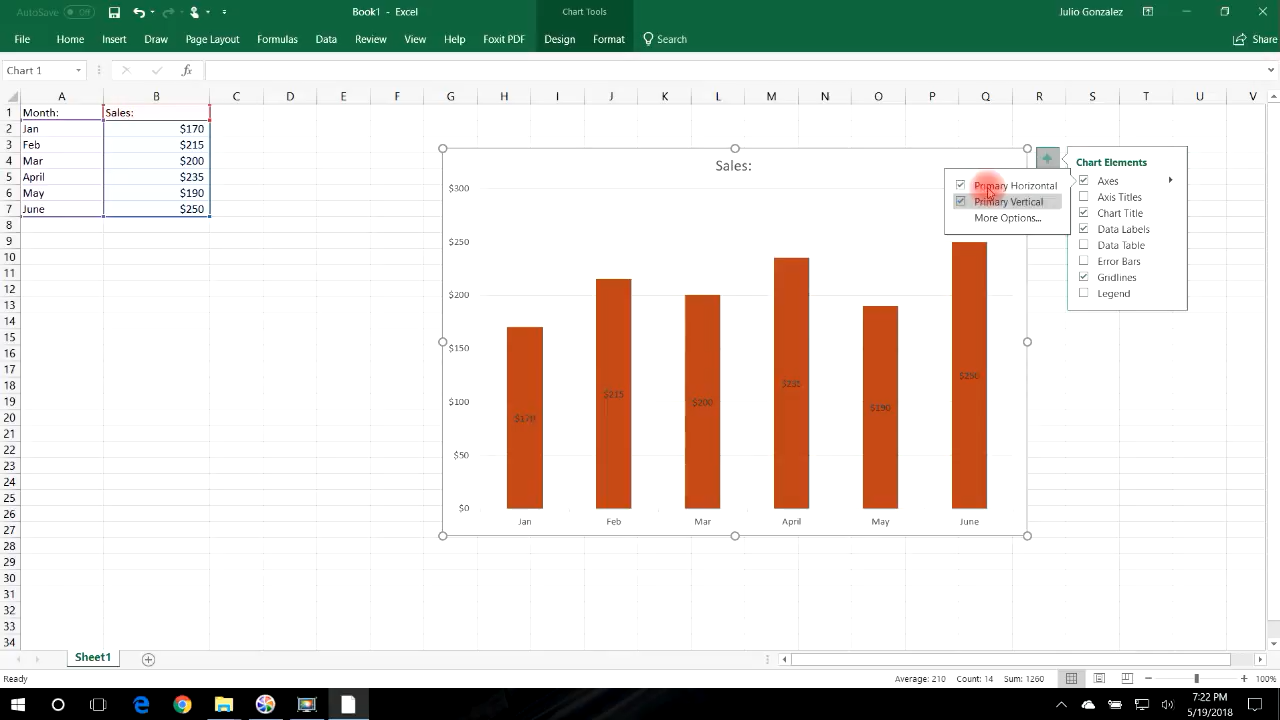 AutoSave Off
Book1 - Excel
Chart Tools
Julio Gonzalez
File Home Insert Draw Page Layout Formulas Data Review View Help Foxit PDF Design Format Search Share
Chart 1
fx
A B C D E F G H I J K L M N O P Q R S T U V
1 Month: Sales:
2 Jan $170
3 Feb $215
4 Mar $200
5 April $235
6 May $190
7 June $250
8
9
10
11
12
13
14
15
16
17
18
19
20
21
22
23
24
25
26
27
28
29
30
31
32
33
34
Sales:
$300
$250
$200
$150
$100
$50
$0
$170 $215 $200 $235 $190 $250
Jan Feb Mar April May June
Primary Horizontal
Primary Vertical
More Options...
Chart Elements
Axes
Axis Titles
Chart Title
Data Labels
Data Table
Error Bars
Gridlines
Legend
Sheet1
Ready
Average: 210 Count: 14 Sum: 1260
100%
7:22 PM
5/19/2018